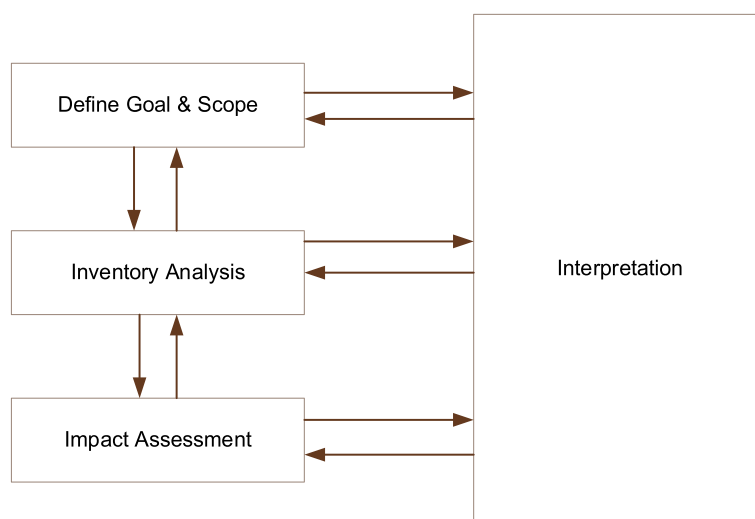 Define Goal & Scope
Inventory Analysis
Interpretation
Impact Assessment